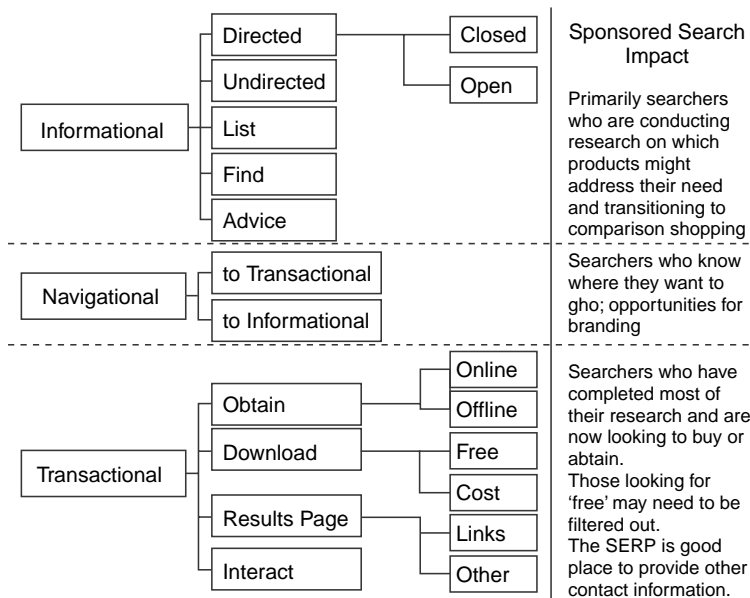 Directed
Closed
Sponsored Search
Impact
Undirected
Open
Informational
List
Find
Advice
Primarily searchers
who are conducting
research on which
products might
address their need
and transitioning to
comparison shopping
Navigational
to Transactional
to Informational
Searchers who know
where they want to
gho; opportunities for
branding
Transactional
Obtain
Online
Offline
Download
Free
Cost
Results Page
Links
Other
Interact
Searchers who have
completed most of
their research and are
now looking to buy or
abtain.
Those looking for
‘free’ may need to be
filtered out.
The SERP is good
place to provide other
contact information.